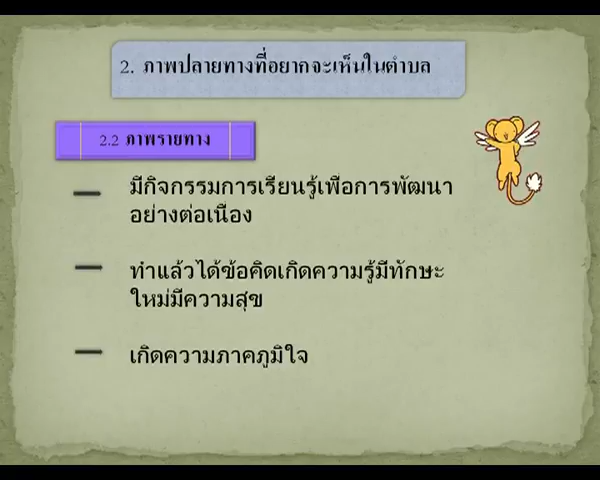 2. ภาพปลายทางที่อยากจะเห็นในตำบล
2.2 ภาพรายทาง
มีกิจกรรมการเรียนรู้เพื่อการพัฒนา
อย่างต่อเนื่อง
ทำแล้วได้ข้อคิดเกิดความรู้มีทักษะ
ใหม่มีความสุข
เกิดความภาคภูมิใจ